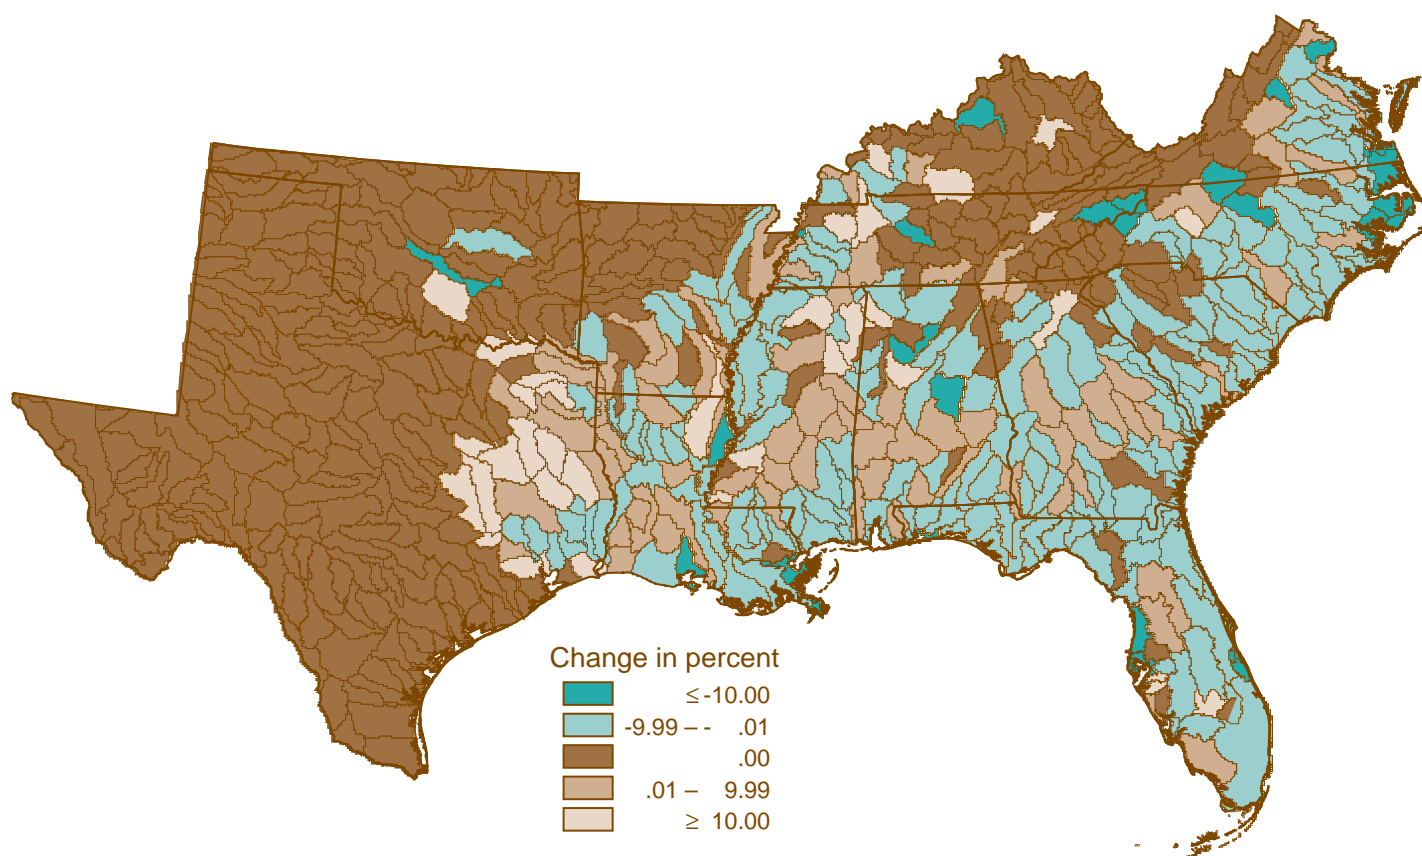 Change in percent
≤ -10.00
-9.99 – - .01
.00
.01 – 9.99
≥ 10.00